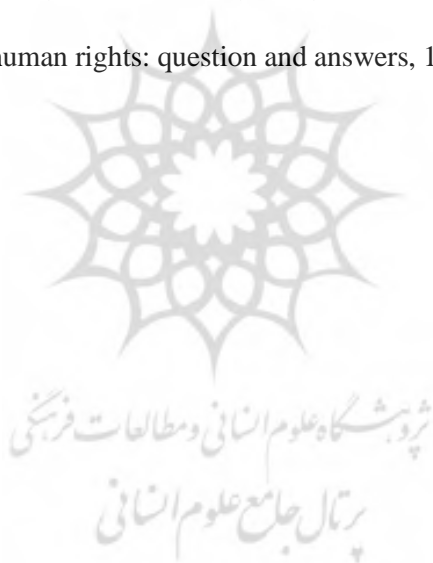 human rights: question and answers, 1
پژوهشگاه علوم انسانی و مطالعات فرهنگی
پرتال جامع علوم انسانی